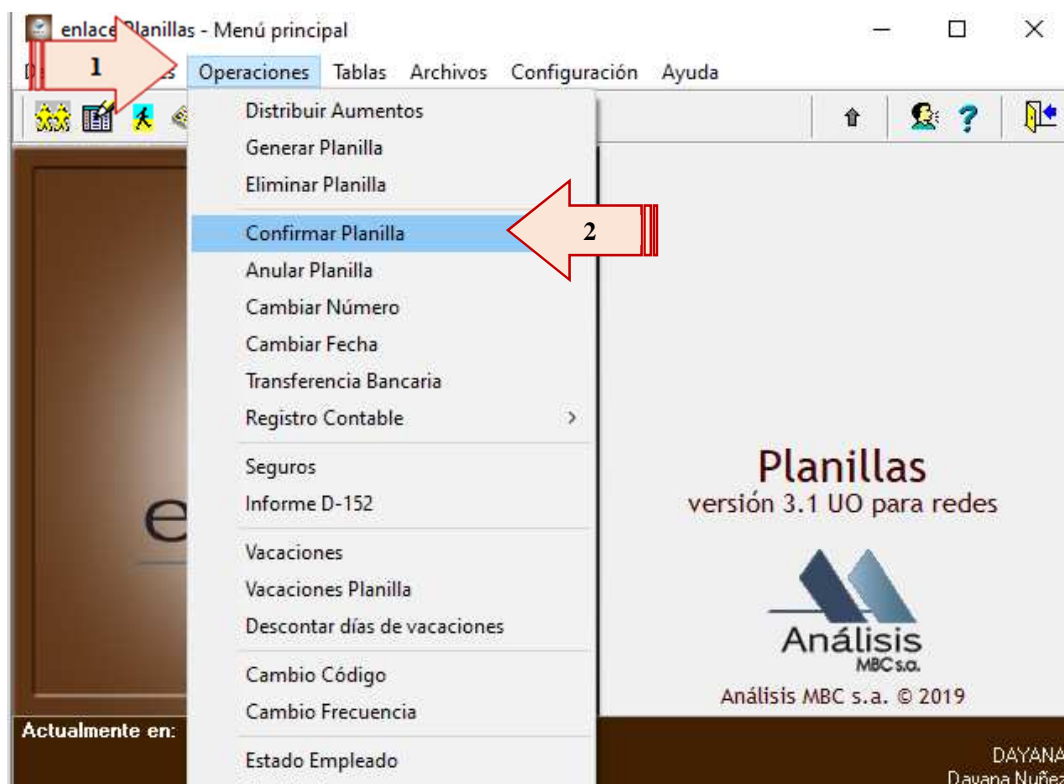 enlace Planillas - Menú principal
1
Operaciones Tablas Archivos Configuración Ayuda
Distribuir Aumentos
Generar Planilla
Eliminar Planilla
Confirmar Planilla
2
Anular Planilla
Cambiar Número
Cambiar Fecha
Transferencia Bancaria
Registro Contable
Seguros
Informe D-152
Vacaciones
Vacaciones Planilla
Descontar días de vacaciones
Cambio Código
Cambio Frecuencia
Estado Empleado
e
Planillas
versión 3.1 UO para redes
Análisis
MBC s.a.
Análisis MBC s.a. © 2019
Actualmente en:
DAYANA
Dayana Nuñez